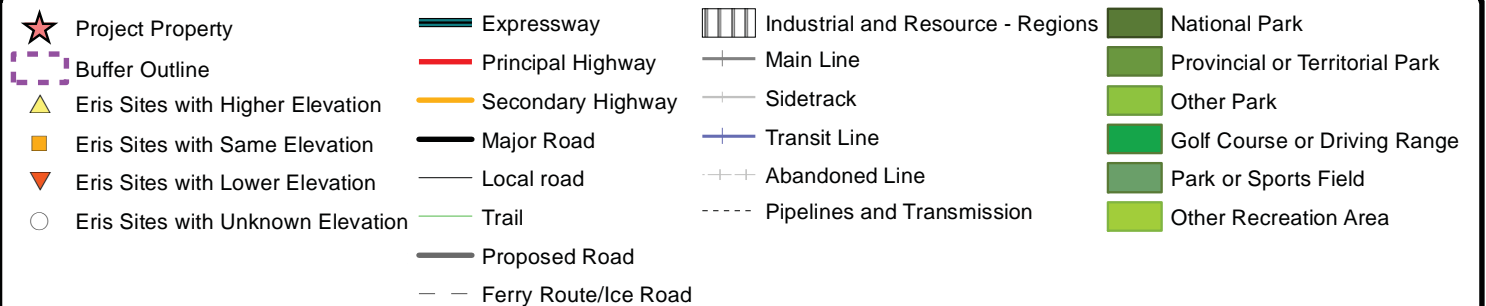 Project Property
Buffer Outline
Eris Sites with Higher Elevation
Eris Sites with Same Elevation
Eris Sites with Lower Elevation
Eris Sites with Unknown Elevation
Expressway
Principal Highway
Secondary Highway
Major Road
Local road
Trail
Proposed Road
Ferry Route/Ice Road
Industrial and Resource - Regions
Main Line
Sidetrack
Transit Line
Abandoned Line
Pipelines and Transmission
National Park
Provincial or Territorial Park
Other Park
Golf Course or Driving Range
Park or Sports Field
Other Recreation Area